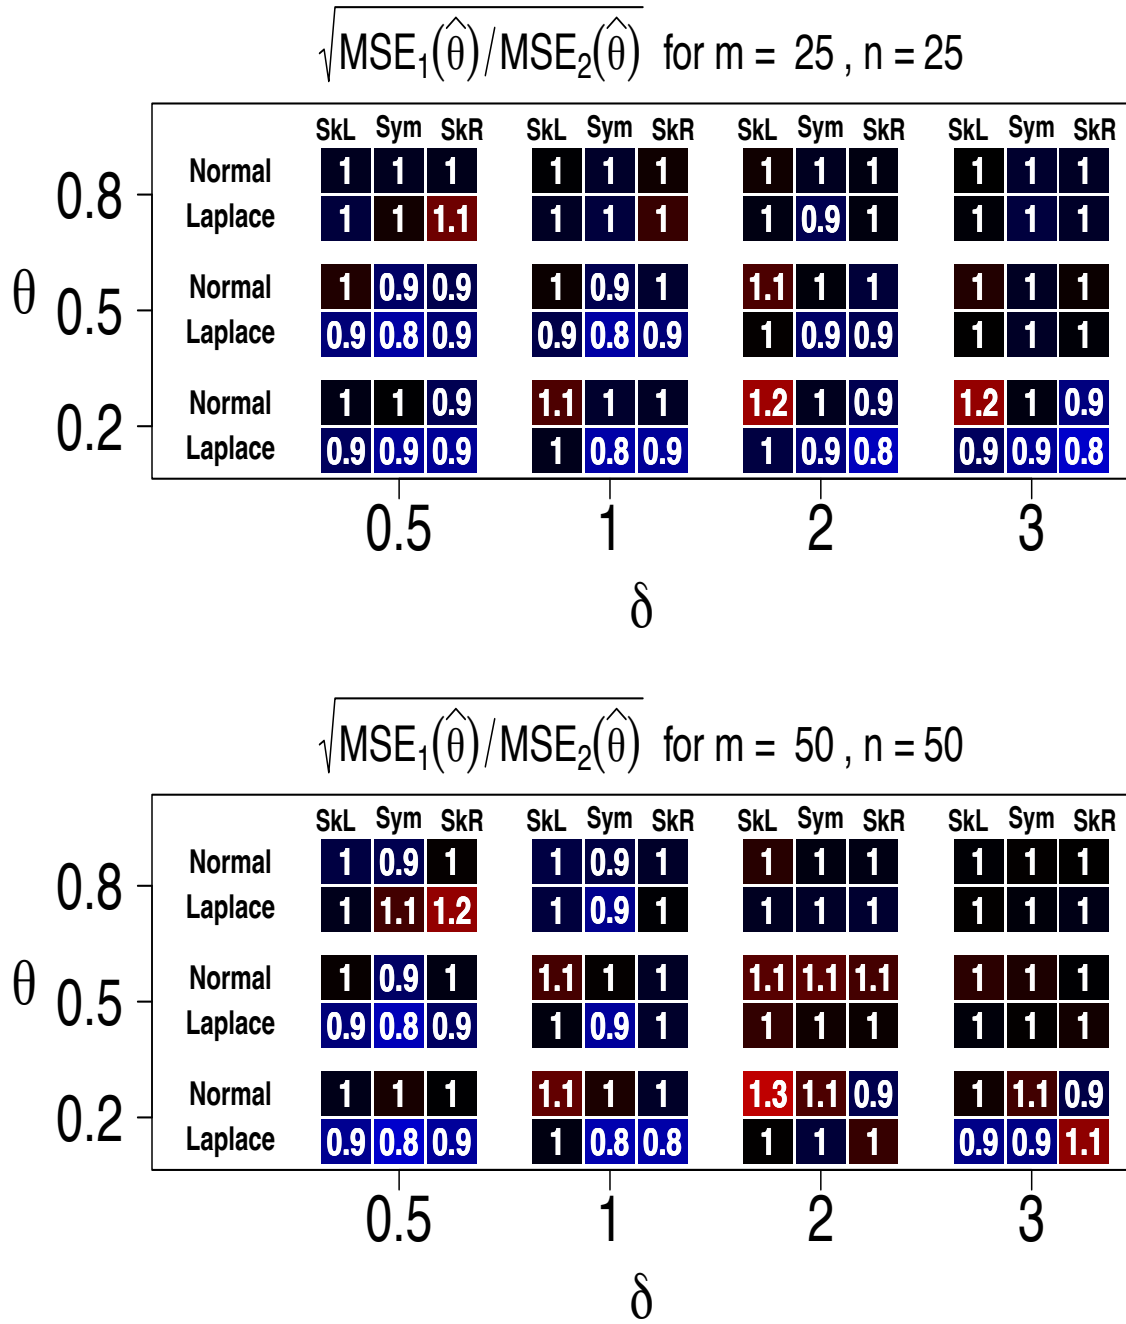 √MSE₁(θ̂)/MSE₂(θ̂) for m = 25 , n = 25
SkL Sym SkR SkL Sym SkR SkL Sym SkR SkL Sym SkR
Normal 1 1 1 1 1 1 1 1 1 1 1 1
0.8
Laplace 1 1 1.1 1 1 1 1 0.9 1 1 1 1
θ
Normal 1 0.9 0.9 1 0.9 1 1.1 1 1 1 1 1
0.5
Laplace 0.9 0.8 0.9 0.9 0.8 0.9 1 0.9 0.9 1 1 1
Normal 1 1 0.9 1.1 1 1 1.2 1 0.9 1.2 1 0.9
0.2
Laplace 0.9 0.9 0.9 1 0.8 0.9 1 0.9 0.8 0.9 0.9 0.8
0.5 1 2 3
δ
√MSE₁(θ̂)/MSE₂(θ̂) for m = 50 , n = 50
SkL Sym SkR SkL Sym SkR SkL Sym SkR SkL Sym SkR
Normal 1 0.9 1 1 0.9 1 1 1 1 1 1 1
0.8
Laplace 1 1.1 1.2 1 0.9 1 1 1 1 1 1 1
θ
Normal 1 0.9 1 1.1 1 1 1.1 1.1 1.1 1 1 1
0.5
Laplace 0.9 0.8 0.9 1 0.9 1 1 1 1 1 1 1
Normal 1 1 1 1.1 1 1 1.3 1.1 0.9 1 1.1 0.9
0.2
Laplace 0.9 0.8 0.9 1 0.8 0.8 1 1 1 0.9 0.9 1.1
0.5 1 2 3
δ